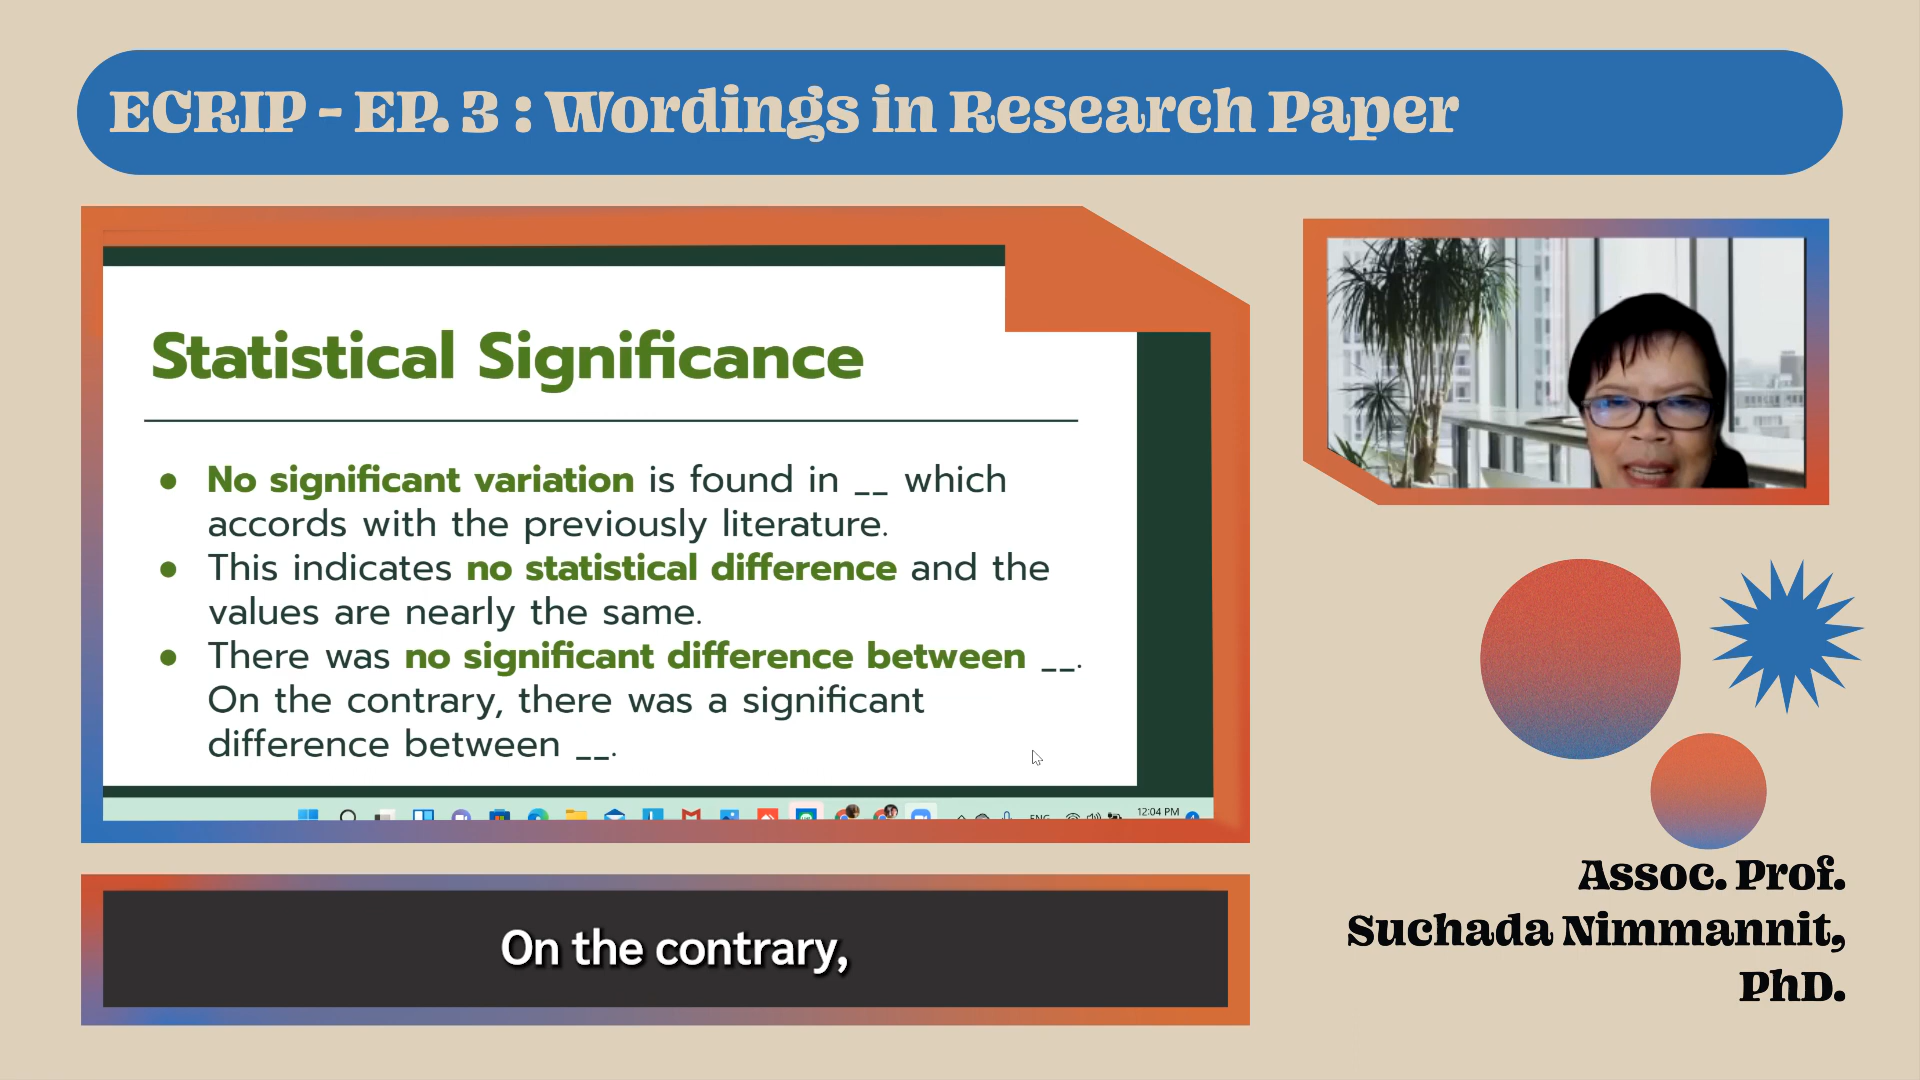 ECRIP - EP. 3 : Wordings in Research Paper
Statistical Significance
● No significant variation is found in __ which
accords with the previously literature.
● This indicates no statistical difference and the
values are nearly the same.
● There was no significant difference between __.
On the contrary, there was a significant
difference between __.
ENG
12:04 PM
On the contrary,
Assoc. Prof.
Suchada Nimmannit,
PhD.